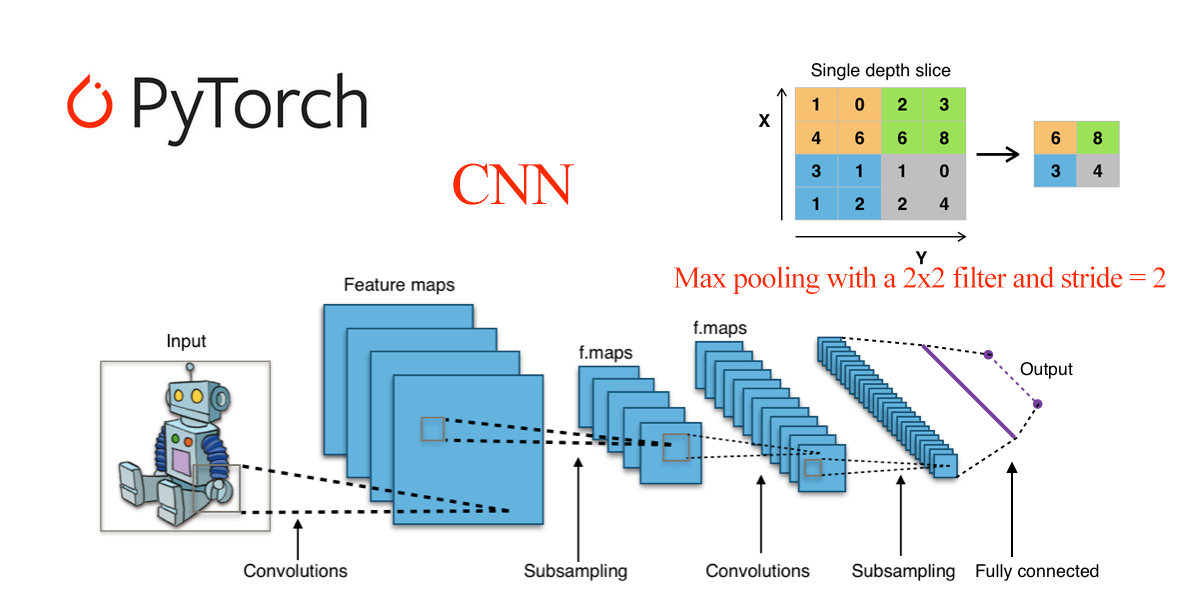 PyTorch
CNN
Single depth slice
X
1 0 2 3
4 6 6 8
3 1 1 0
1 2 2 4
6 8
3 4
Y
Max pooling with a 2x2 filter and stride = 2
Input
Feature maps
f.maps
f.maps
Output
Convolutions
Subsampling
Convolutions
Subsampling
Fully connected